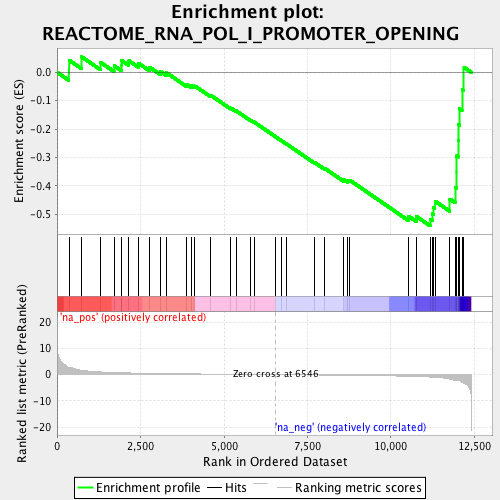 Enrichment plot:
REACTOME_RNA_POL_I_PROMOTER_OPENING
Enrichment score (ES)
0.0
-0.1
-0.2
-0.3
-0.4
-0.5
'na_pos' (positively correlated)
Ranked list metric (PreRanked)
20
10
0
-10
-20
Zero cross at 6546
'na_neg' (negatively correlated)
0
2,500
5,000
7,500
10,000
12,500
Rank in Ordered Dataset
Enrichment profile
Hits
Ranking metric scores